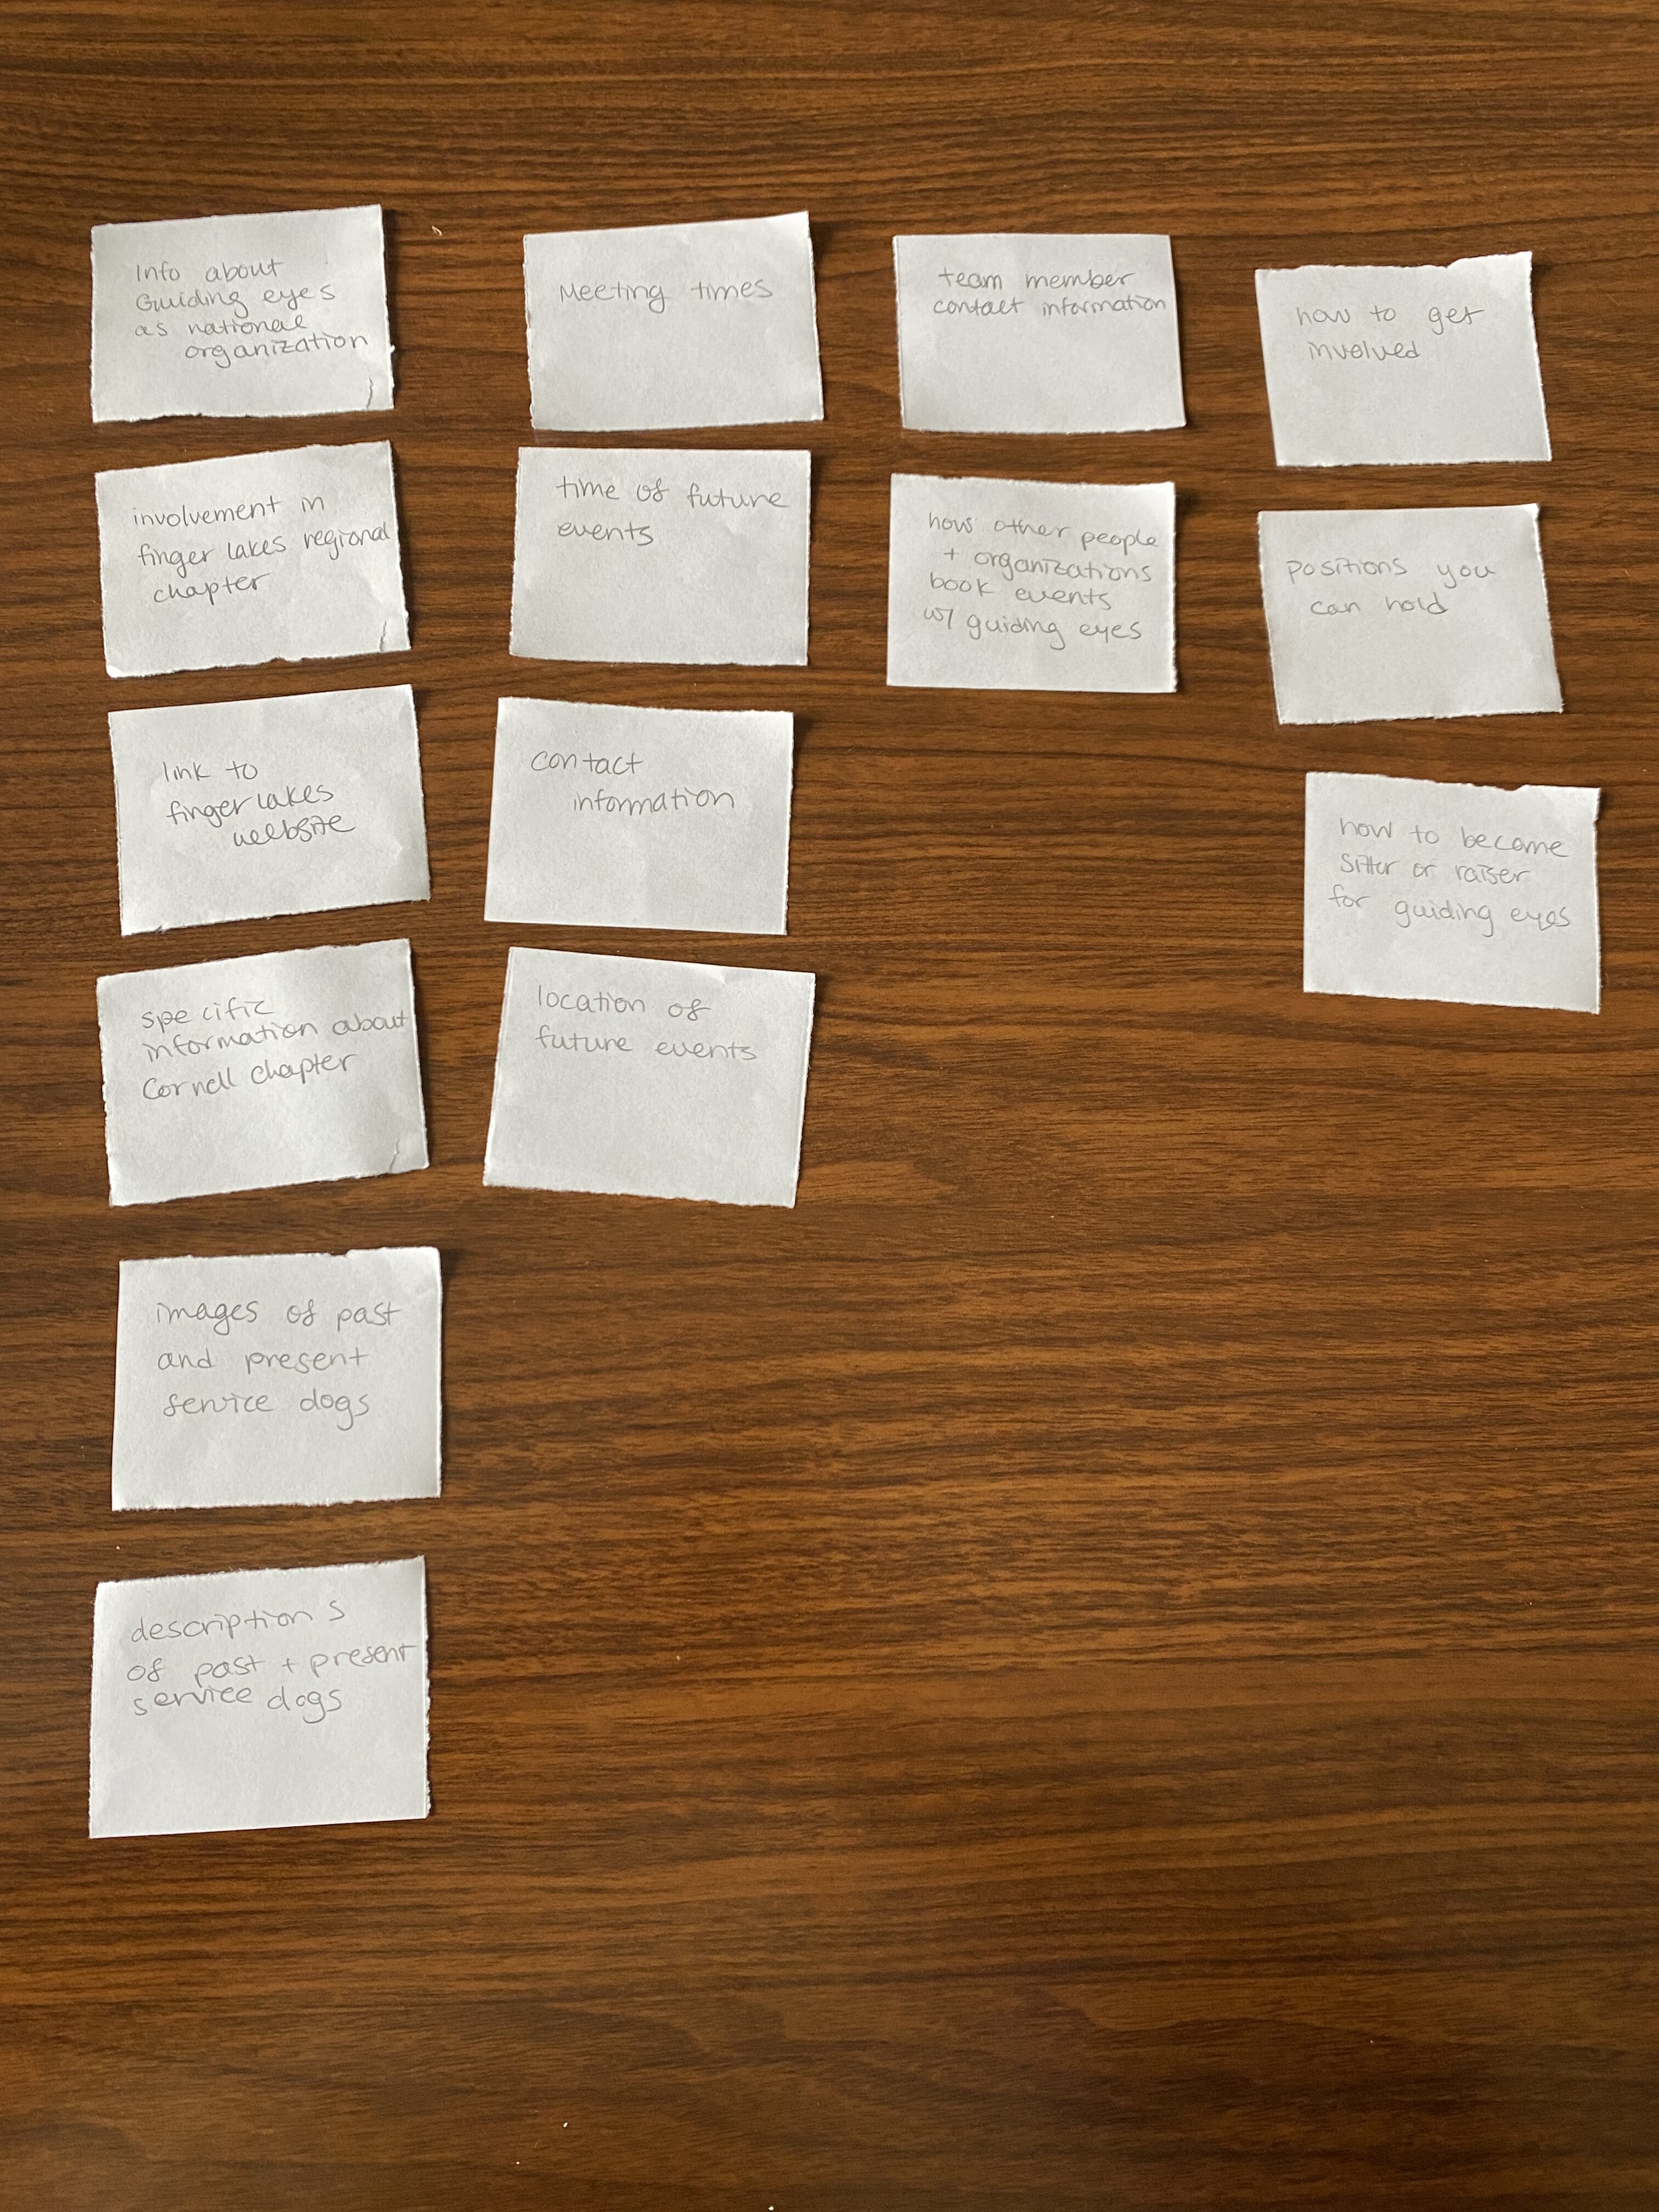 Info about
Guiding eyes
as national
organization
involvement in
finger lakes regional
chapter
link to
finger lakes
website
specific
information about
Cornell chapter
images of past
and present
service dogs
descriptions
of past + present
service dogs
Meeting times
time of future
events
contact
information
location of
future events
team member
contact information
how other people
+ organizations
book events
w/ guiding eyes
how to get
involved
positions you
can hold
how to become
sitter or raiser
for guiding eyes